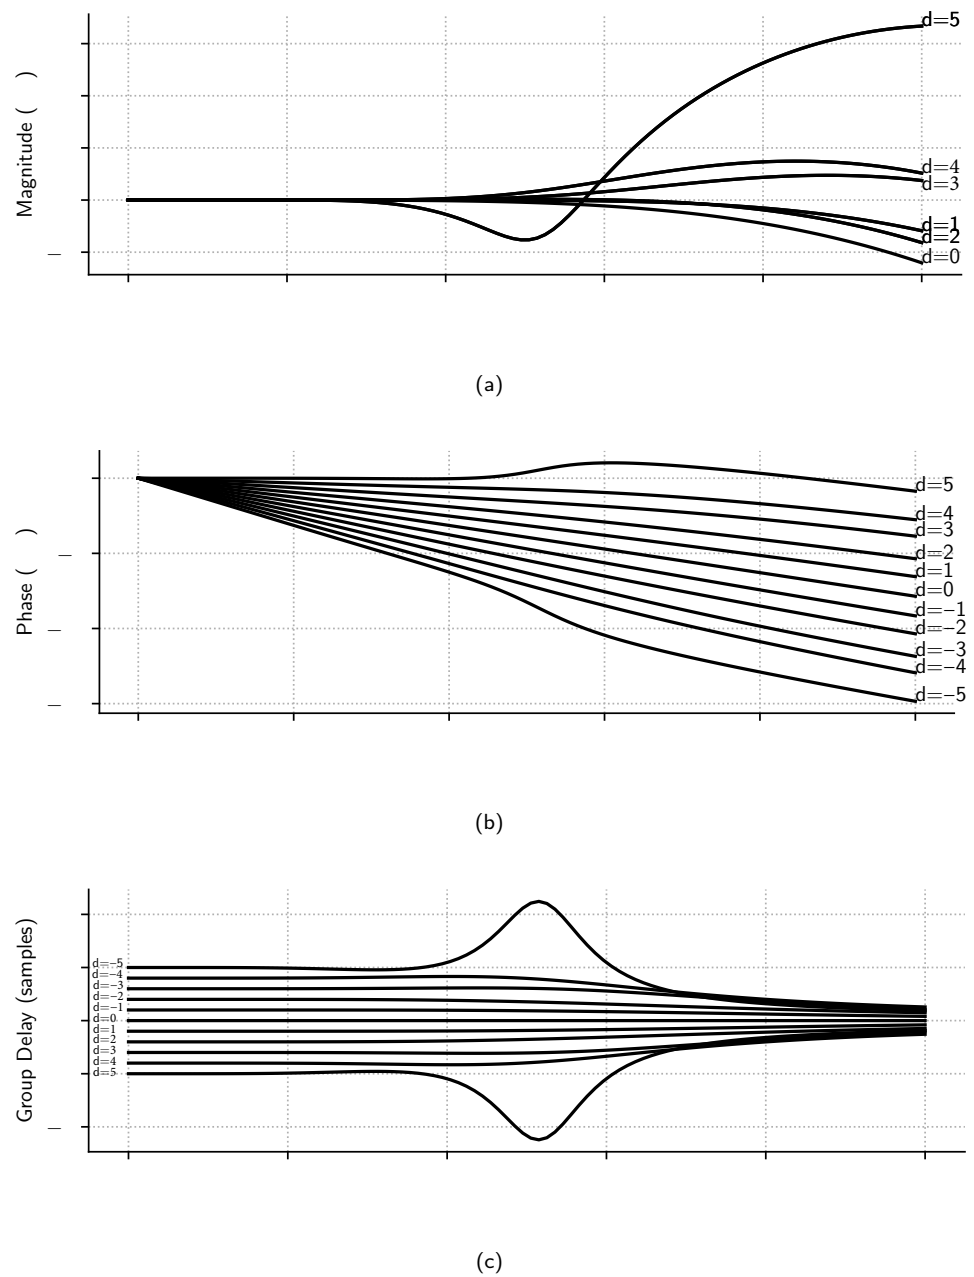 d=5
d=4
d=3
d=1
d=2
d=0
Magnitude ( )
(a)
d=5
d=4
d=3
d=2
d=1
d=0
d=−1
d=−2
d=−3
d=−4
d=−5
Phase ( )
(b)
d=−5
d=−4
d=−3
d=−2
d=−1
d=0
d=1
d=2
d=3
d=4
d=5
Group Delay (samples)
(c)